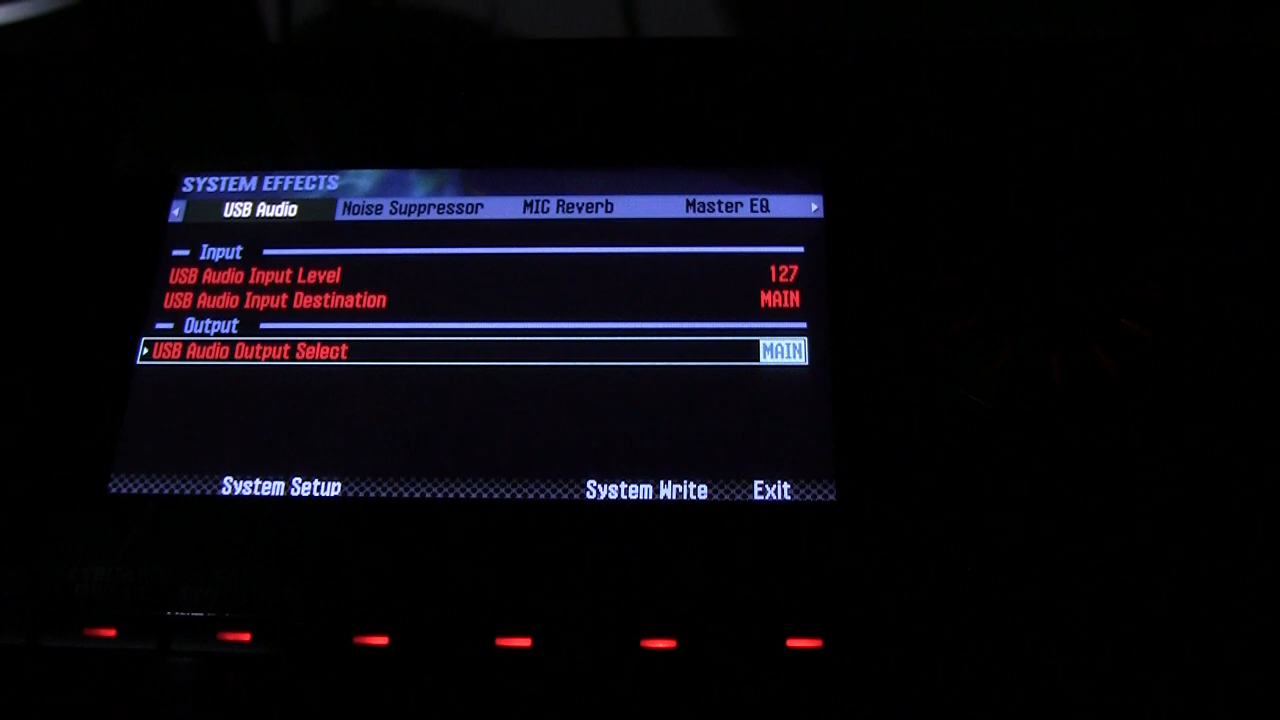 SYSTEM EFFECTS
USB Audio Noise Suppressor MIC Reverb Master EQ
Input
USB Audio Input Level 127
USB Audio Input Destination MAIN
Output
USB Audio Output Select MAIN
System Setup System Write Exit